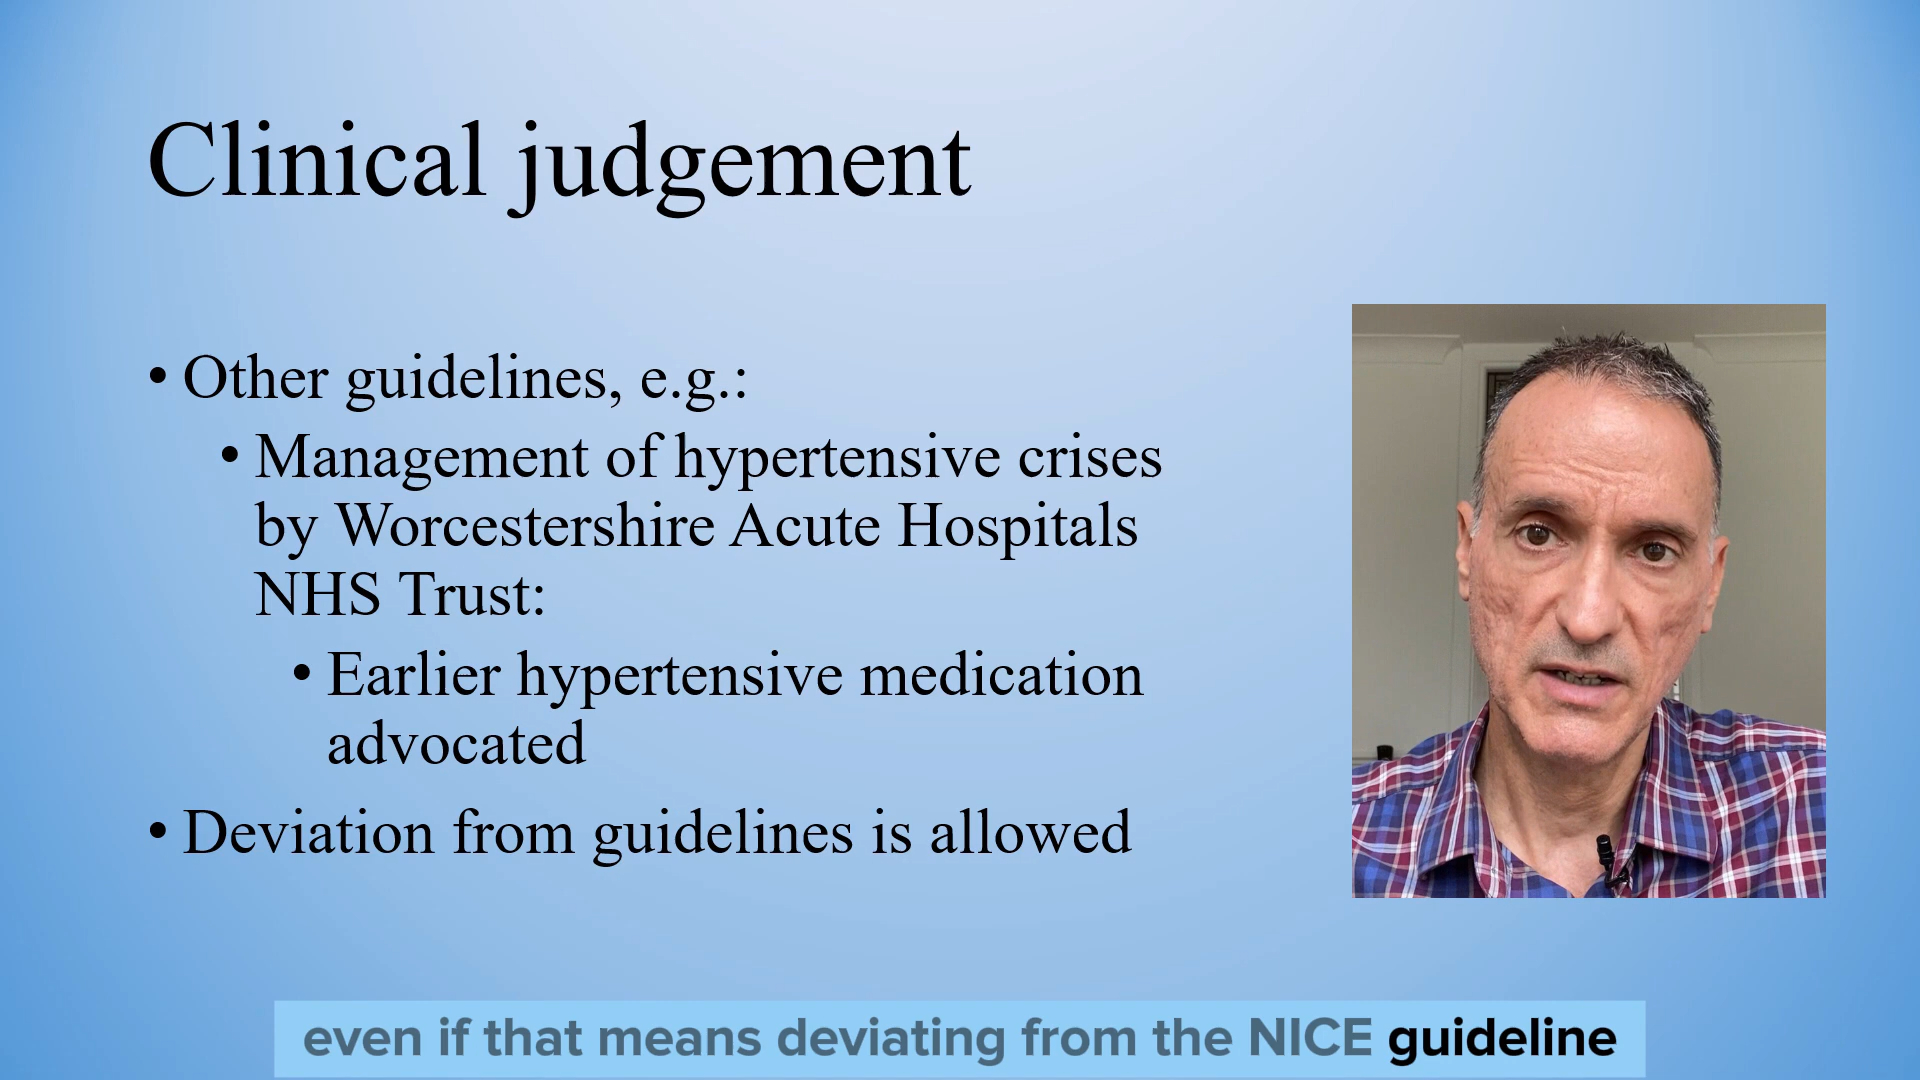 Clinical judgement
• Other guidelines, e.g.:
• Management of hypertensive crises
by Worcestershire Acute Hospitals
NHS Trust:
• Earlier hypertensive medication
advocated
• Deviation from guidelines is allowed
even if that means deviating from the NICE guideline